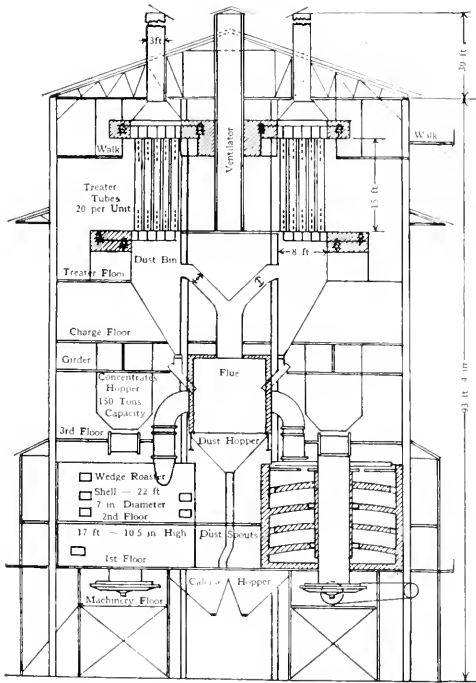 3ft
30 ft
Walk
Walk
Ventilator
Treater
Tubes
20 per Unit
15 ft
Dust Bin
8 ft
Treater Floor
Charge Floor
Girder
Flue
Concentrates
Hopper
150 Tons
Capacity
3rd Floor
Dust Hopper
Wedge Roaster
Shell — 22 ft
7 in Diameter
2nd Floor
17 ft — 10.5 in High
Dust Spouts
1st Floor
Hopper
Machinery Floor